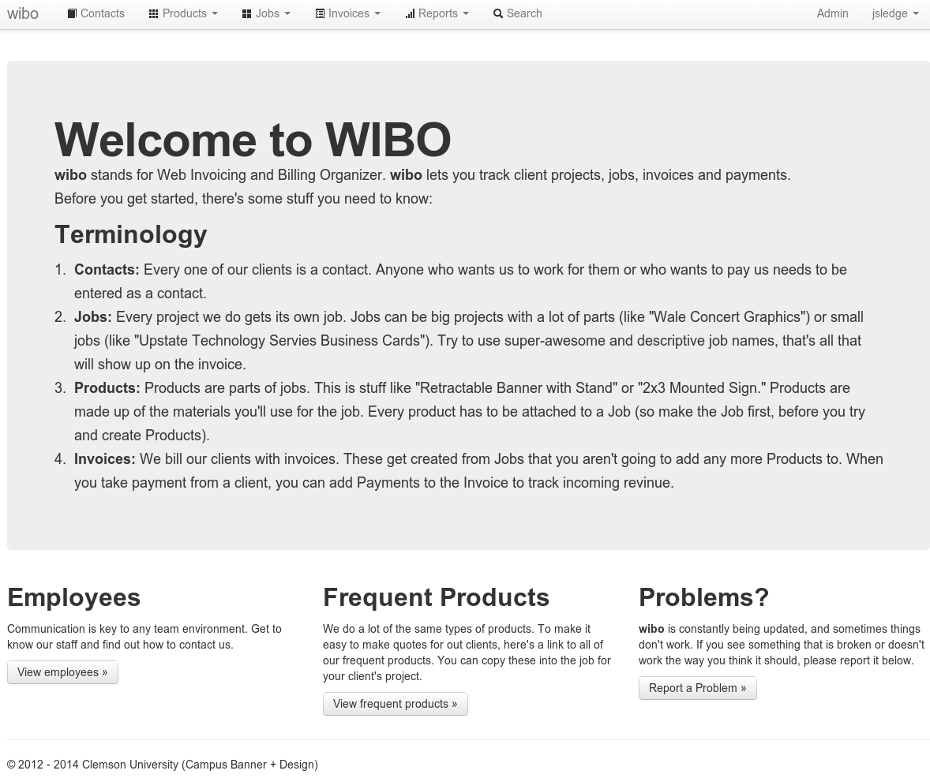 wibo Contacts Products Jobs Invoices Reports Search Admin jsledge
Welcome to WIBO
wibo stands for Web Invoicing and Billing Organizer. wibo lets you track client projects, jobs, invoices and payments.
Before you get started, there's some stuff you need to know:
Terminology
1. Contacts: Every one of our clients is a contact. Anyone who wants us to work for them or who wants to pay us needs to be
entered as a contact.
2. Jobs: Every project we do gets its own job. Jobs can be big projects with a lot of parts (like "Wale Concert Graphics") or small
jobs (like "Upstate Technology Servies Business Cards"). Try to use super-awesome and descriptive job names, that's all that
will show up on the invoice.
3. Products: Products are parts of jobs. This is stuff like "Retractable Banner with Stand" or "2x3 Mounted Sign." Products are
made up of the materials you'll use for the job. Every product has to be attached to a Job (so make the Job first, before you try
and create Products).
4. Invoices: We bill our clients with invoices. These get created from Jobs that you aren't going to add any more Products to. When
you take payment from a client, you can add Payments to the Invoice to track incoming revinue.
Employees
Communication is key to any team environment. Get to
know our staff and find out how to contact us.
View employees »
Frequent Products
We do a lot of the same types of products. To make it
easy to make quotes for out clients, here's a link to all of
our frequent products. You can copy these into the job for
your client's project.
View frequent products »
Problems?
wibo is constantly being updated, and sometimes things
don't work. If you see something that is broken or doesn't
work the way you think it should, please report it below.
Report a Problem »
© 2012 - 2014 Clemson University (Campus Banner + Design)